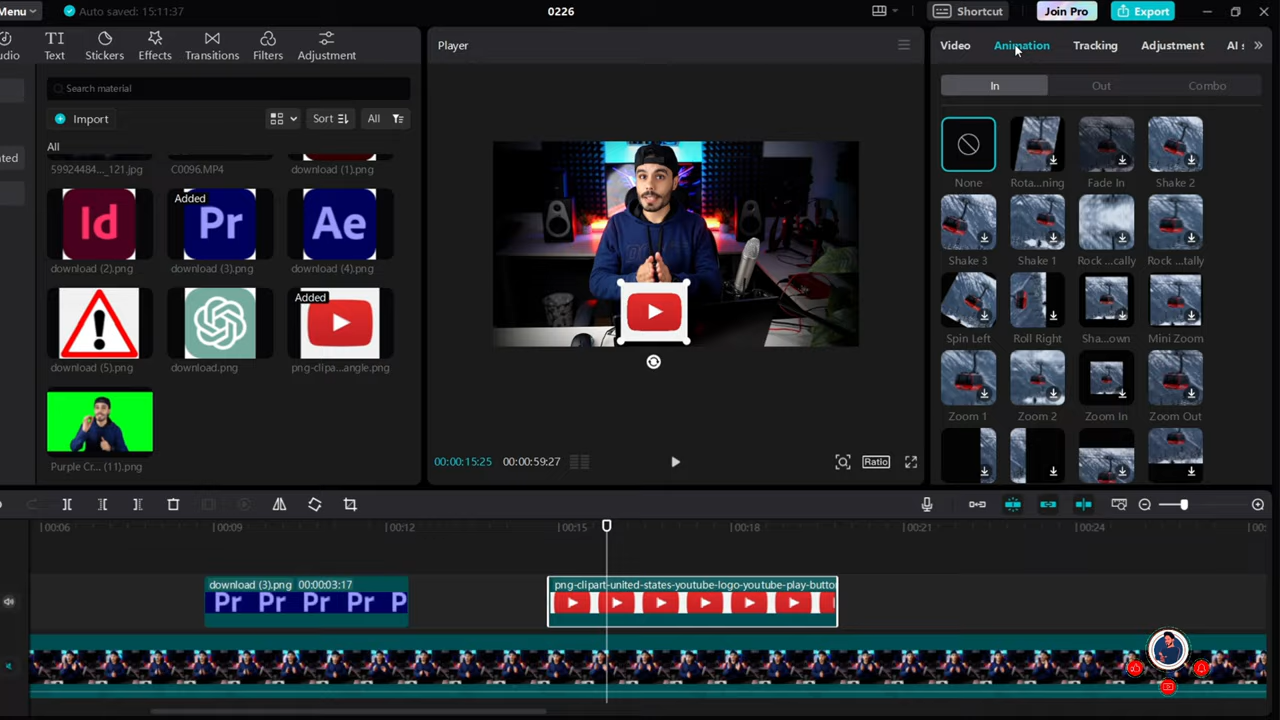 Menu
Auto saved: 15:11:37
0226
Shortcut
Join Pro
Export
udio
Text
Stickers
Effects
Transitions
Filters
Adjustment
Player
Video
Animation
Tracking
Adjustment
AI
Search material
In
Out
Combo
Import
Sort
All
All
ated
59924484..._121.jpg
C0096.MP4
download (1).png
Id
Added
Pr
Ae
download (2).png
download (3).png
download (4).png
Added
download (5).png
download.png
png-clipa...angle.png
Purple Cr... (11).png
None
Rota...ning
Fade In
Shake 2
Shake 3
Shake 1
Rock ...cally
Rock ...tally
Spin Left
Roll Right
Sha...own
Mini Zoom
Zoom 1
Zoom 2
Zoom In
Zoom Out
00:00:15:25
00:00:59:27
Ratio
00:06
00:09
00:12
00:15
00:18
00:21
00:24
00:
download (3).png 00:00:03:17
Pr Pr Pr Pr P
png-clipart-united-states-youtube-logo-youtube-play-butto